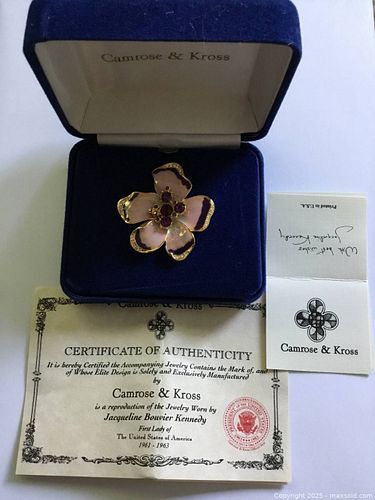 Camrose & Kross
Printed in U.S.A.
With best wishes
Jacqueline Kennedy
Camrose & Kross
Camrose & Kross
CERTIFICATE OF AUTHENTICITY
It is hereby Certified the Accompanying Jewelry Contains the Mark of, and
of Whose Elite Design is Solely and Exclusively Manufactured
by
Camrose & Kross
is a reproduction of the Jewelry Worn by
Jacqueline Bouvier Kennedy
First Lady of
The United States of America
1961 - 1963
Copyright 2025 - maxsold.com